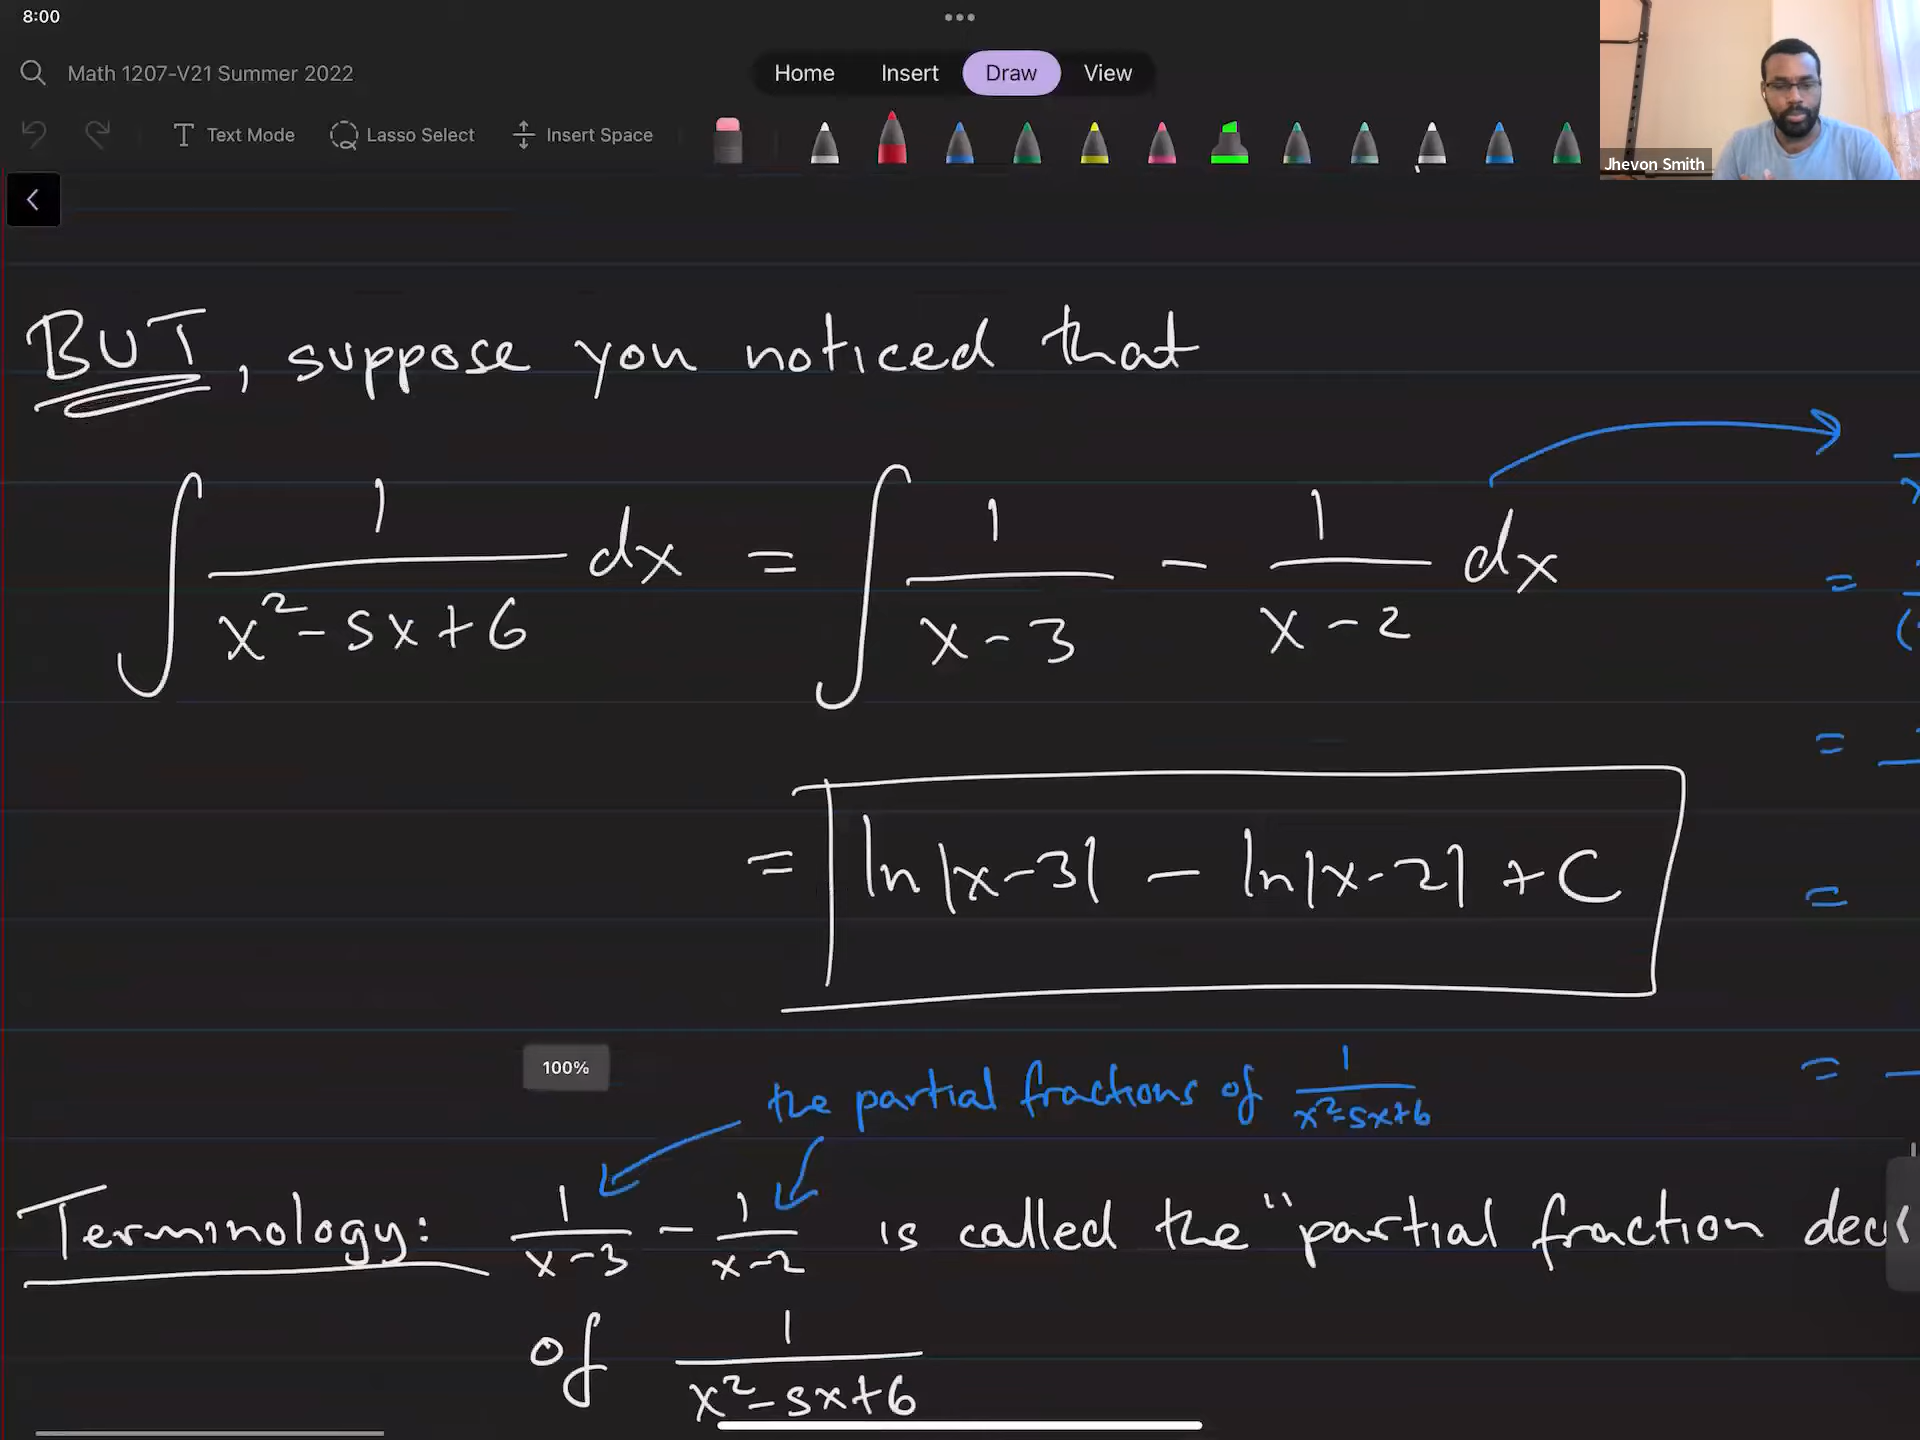 8:00
Math 1207-V21 Summer 2022
Home Insert Draw View
Text Mode Lasso Select Insert Space
Jhevon Smith
BUT, suppose you noticed that
∫ 1/(x²-5x+6) dx = ∫ 1/(x-3) - 1/(x-2) dx
= ln|x-3| - ln|x-2| + C
100%
the partial fractions of 1/(x²-5x+6)
Terminology: 1/(x-3) - 1/(x-2) is called the "partial fraction dec
of 1/(x²-5x+6)
=
=
=
=